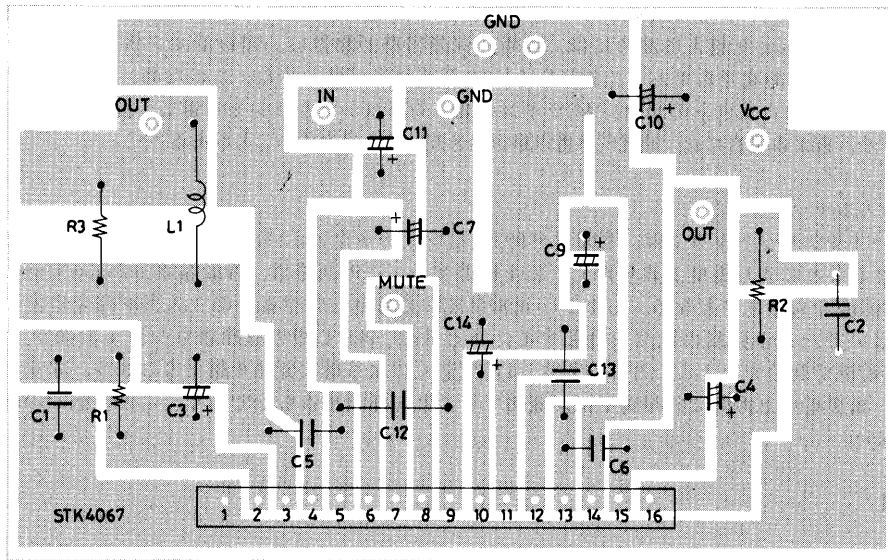 GND
IN
GND
OUT
C11
+
C10
+
VCC
R3
L1
+
C7
C9
+
OUT
MUTE
C14
+
R2
C2
C1
R1
C3
+
C12
C13
C4
+
C5
C6
STK4067
1 2 3 4 5 6 7 8 9 10 11 12 13 14 15 16